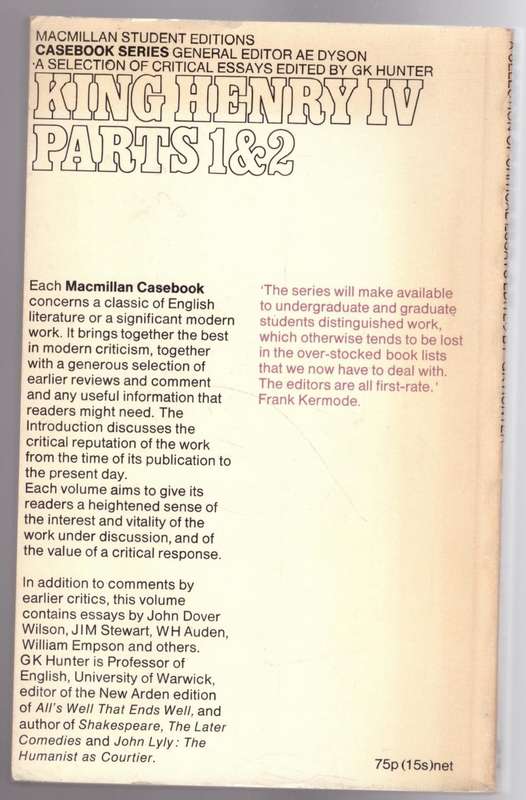 MACMILLAN STUDENT EDITIONS
CASEBOOK SERIES GENERAL EDITOR AE DYSON
A SELECTION OF CRITICAL ESSAYS EDITED BY GK HUNTER
KING HENRY IV
PARTS 1&2
Each Macmillan Casebook
concerns a classic of English
literature or a significant modern
work. It brings together the best
in modern criticism, together
with a generous selection of
earlier reviews and comment
and any useful information that
readers might need. The
Introduction discusses the
critical reputation of the work
from the time of its publication to
the present day.
Each volume aims to give its
readers a heightened sense of
the interest and vitality of the
work under discussion, and of
the value of a critical response.
In addition to comments by
earlier critics, this volume
contains essays by John Dover
Wilson, JIM Stewart, WH Auden,
William Empson and others.
GK Hunter is Professor of
English, University of Warwick,
editor of the New Arden edition
of All's Well That Ends Well, and
author of Shakespeare, The Later
Comedies and John Lyly: The
Humanist as Courtier.
'The series will make available
to undergraduate and graduate
students distinguished work,
which otherwise tends to be lost
in the over-stocked book lists
that we now have to deal with.
The editors are all first-rate.'
Frank Kermode.
75p (15s) net